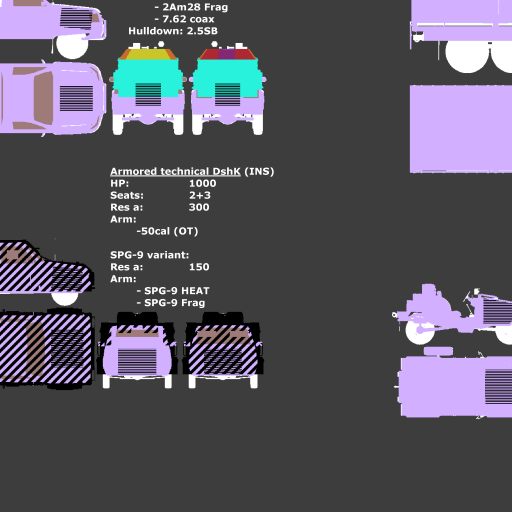 - 2Am28 Frag
- 7.62 coax
Hulldown: 2.5SB
Armored technical DshK (INS)
HP: 1000
Seats: 2+3
Res a: 300
Arm:
-50cal (OT)
SPG-9 variant:
Res a: 150
Arm:
- SPG-9 HEAT
- SPG-9 Frag